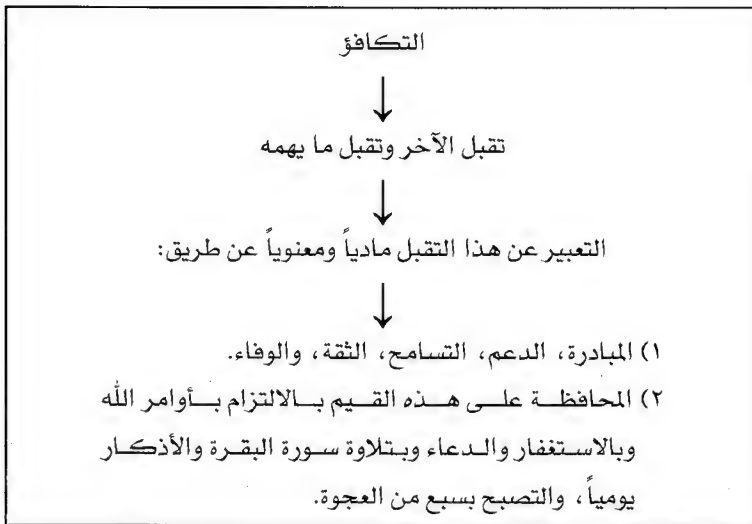 التكافؤ
تقبل الآخر وتقبل ما يهمه
التعبير عن هذا التقبل مادياً ومعنوياً عن طريق:
١) المبادرة، الدعم، التسامح، الثقة، والوفاء.
٢) المحافظة على هذه القيم بالالتزام بأوامر الله
وبالاستغفار والدعاء وبتلاوة سورة البقرة والأذكار
يومياً، والتصبح بسبع من العجوة.